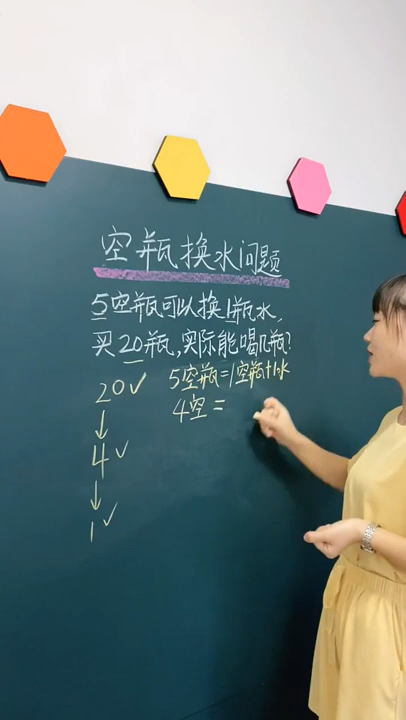 空瓶换水问题
5空瓶可以换1瓶水,
买20瓶,实际能喝几瓶?
20✓ 5空瓶=1空瓶+1水
↓ 4空=
4✓
↓
1✓